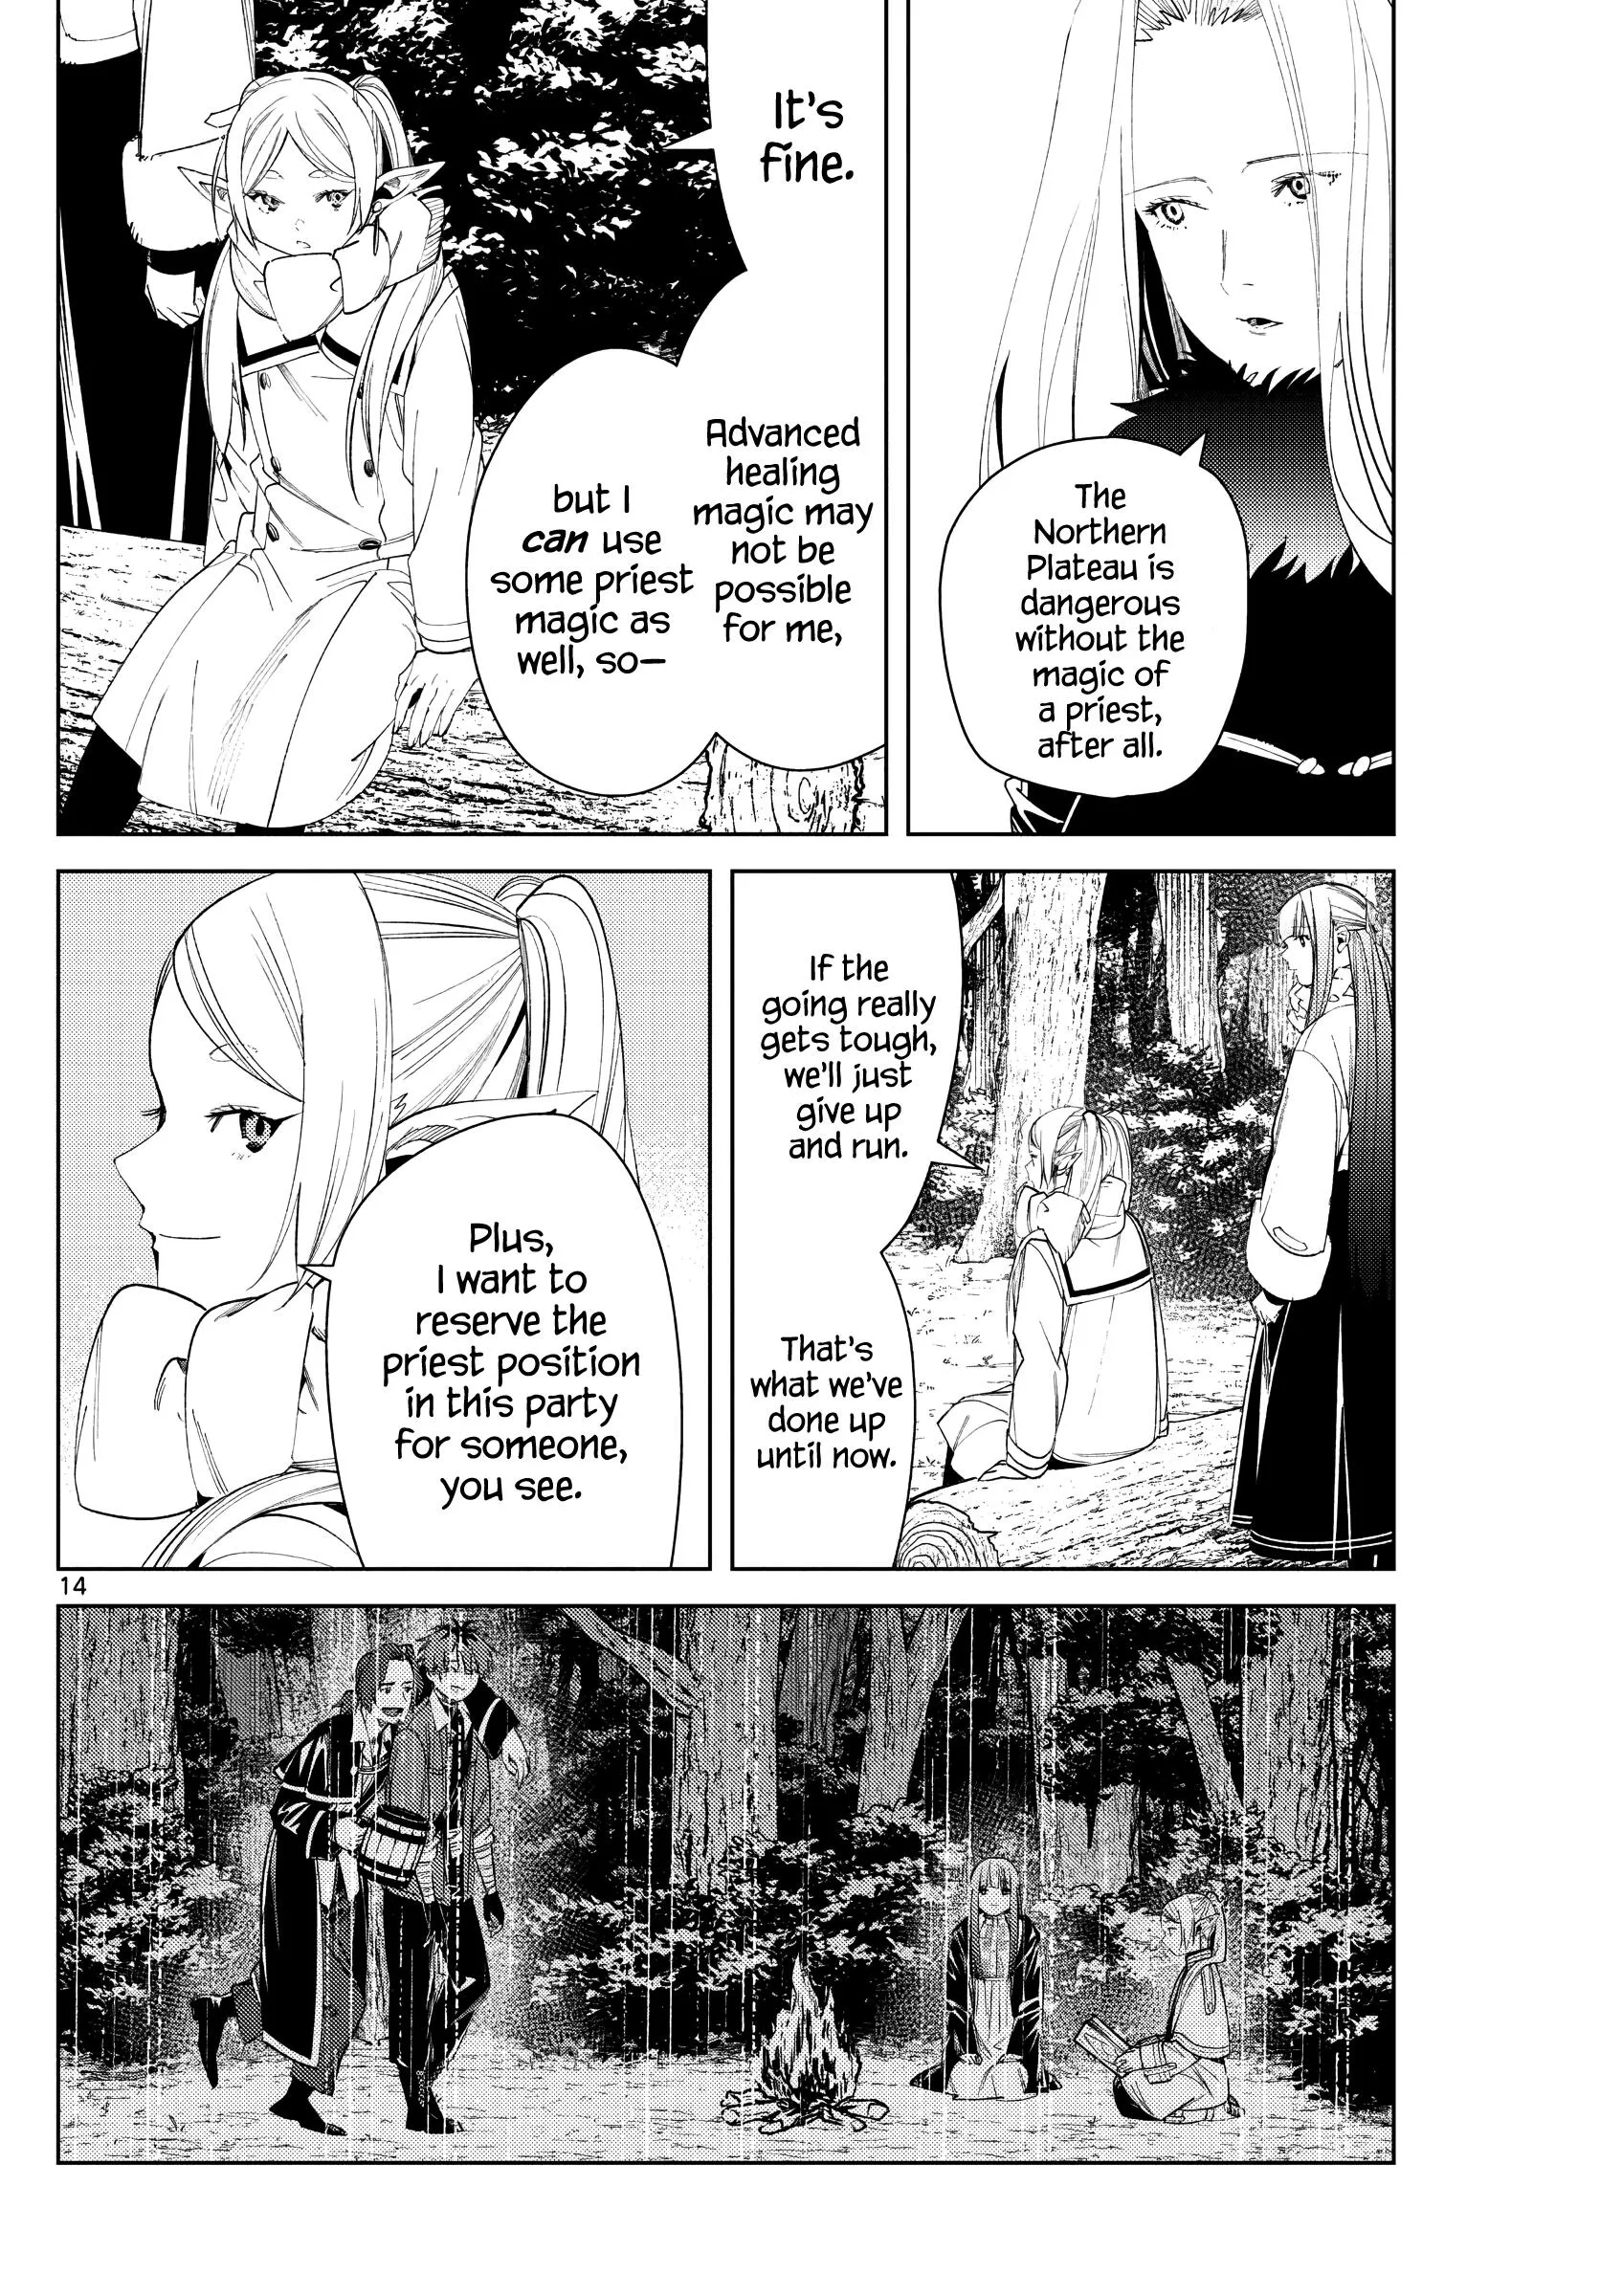 The
Northern
Plateau is
dangerous
without the
magic of
a priest,
after all.
It's
fine.
Advanced
healing
magic may
not be
possible
for me,
but I
can use
some priest
magic as
well, so—
If the
going really
gets tough,
we'll just
give up
and run.
That's
what we've
done up
until now.
Plus,
I want to
reserve the
priest position
in this party
for someone,
you see.
14